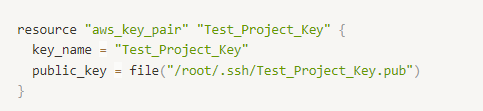 resource "aws_key_pair" "Test_Project_Key" {
  key_name = "Test_Project_Key"
  public_key = file("/root/.ssh/Test_Project_Key.pub")
}